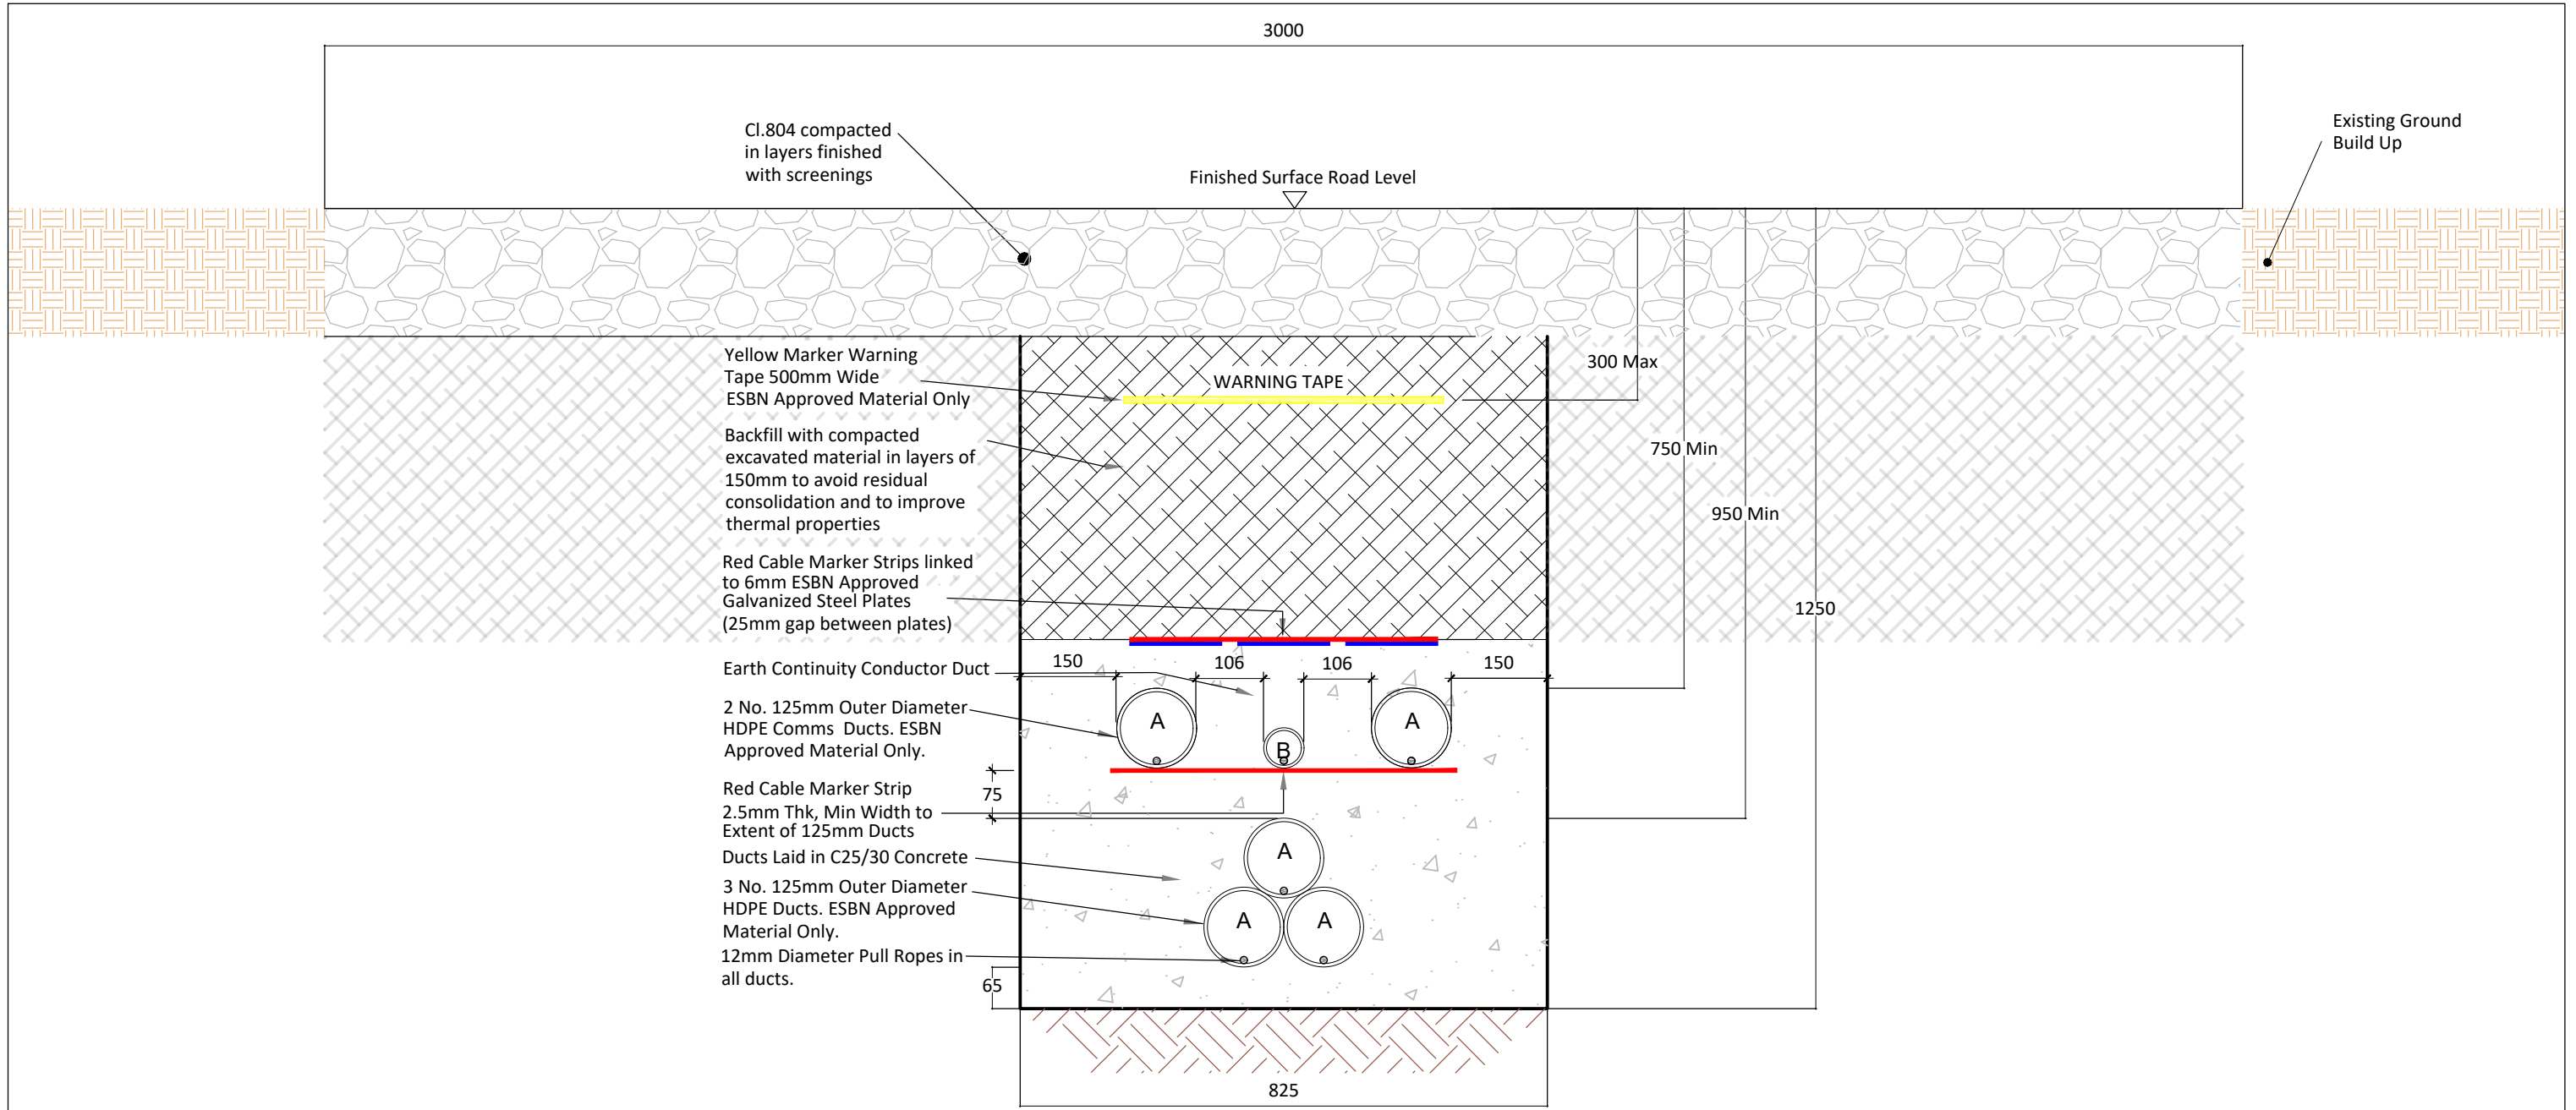 3000
Cl.804 compacted
in layers finished
with screenings
Existing Ground
Build Up
Finished Surface Road Level
Yellow Marker Warning
Tape 500mm Wide
ESBN Approved Material Only
WARNING TAPE
300 Max
Backfill with compacted
excavated material in layers of
150mm to avoid residual
consolidation and to improve
thermal properties
750 Min
950 Min
Red Cable Marker Strips linked
to 6mm ESBN Approved
Galvanized Steel Plates
(25mm gap between plates)
1250
150
106
106
150
Earth Continuity Conductor Duct
2 No. 125mm Outer Diameter
HDPE Comms Ducts. ESBN
Approved Material Only.
A
B
A
Red Cable Marker Strip
2.5mm Thk, Min Width to
Extent of 125mm Ducts
75
Ducts Laid in C25/30 Concrete
A
3 No. 125mm Outer Diameter
HDPE Ducts. ESBN Approved
Material Only.
A
A
12mm Diameter Pull Ropes in
all ducts.
65
825